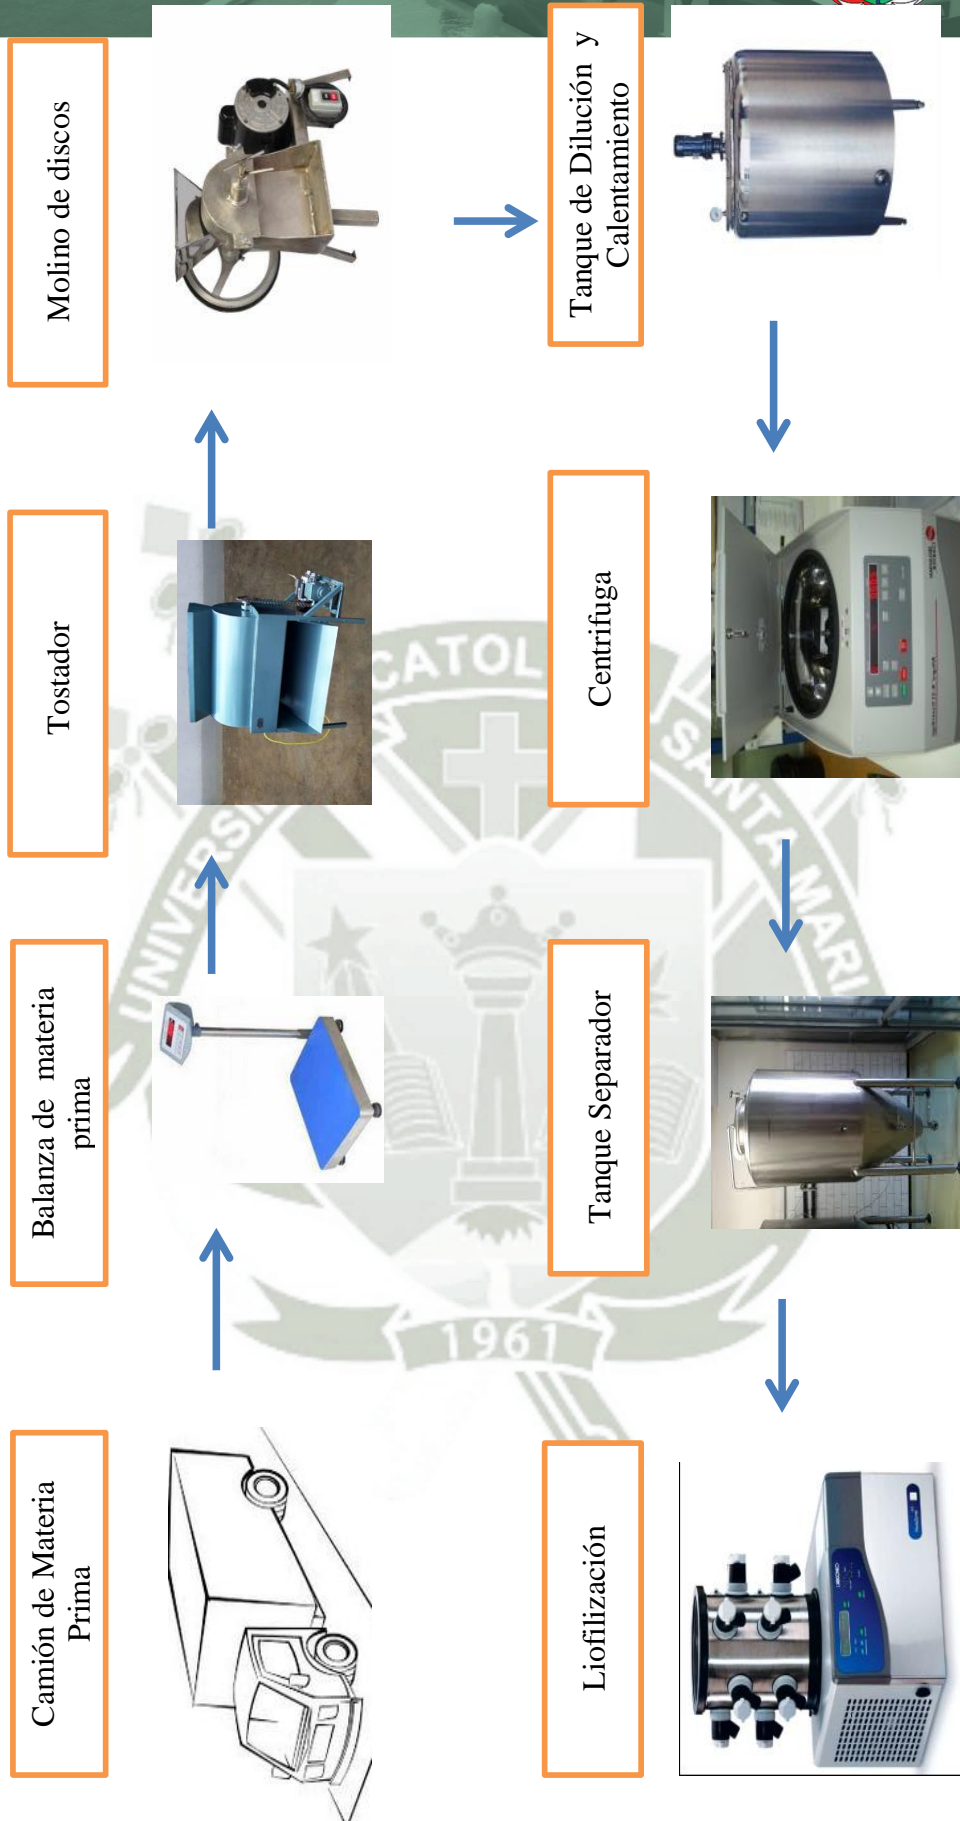 Camión de Materia
Prima
Balanza de materia
prima
Tostador
Molino de discos
Tanque de Dilución y
Calentamiento
Centrifuga
Tanque Separador
Liofilización
UNIVERSI
CATOL
SANTA MARI
1961